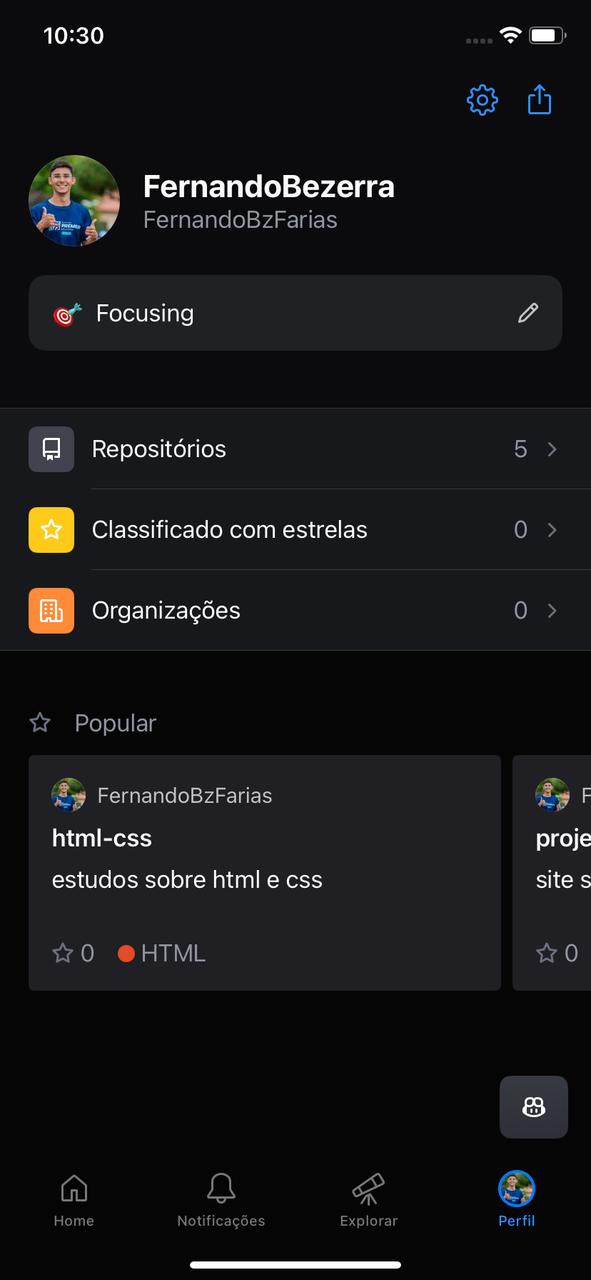 10:30
FernandoBezerra
FernandoBzFarias
Focusing
Repositórios 5
Classificado com estrelas 0
Organizações 0
Popular
FernandoBzFarias F
html-css proje
estudos sobre html e css site s
0 HTML 0
Home Notificações Explorar Perfil